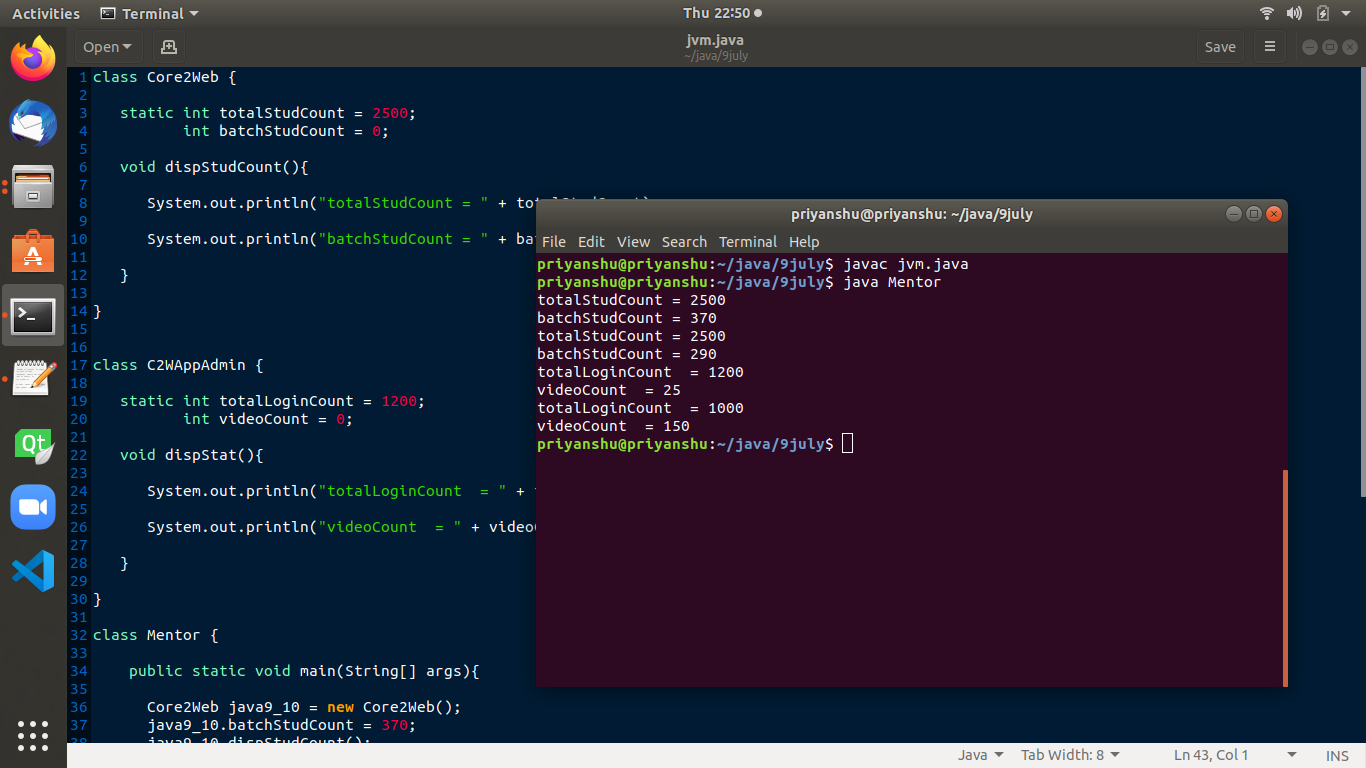 Activities Terminal Thu 22:50
Open jvm.java Save
~/java/9july
1 class Core2Web {
2
3 static int totalStudCount = 2500;
4 int batchStudCount = 0;
5
6 void dispStudCount(){
7
8 System.out.println("totalStudCount = " +
9
10 System.out.println("batchStudCount = " +
11
12 }
13
14 }
15
16
17 class C2WAppAdmin {
18
19 static int totalLoginCount = 1200;
20 int videoCount = 0;
21
22 void dispStat(){
23
24 System.out.println("totalLoginCount  = " +
25
26 System.out.println("videoCount  = " +
27
28 }
29
30 }
31
32 class Mentor {
33
34 public static void main(String[] args){
35
36 Core2Web java9_10 = new Core2Web();
37 java9_10.batchStudCount = 370;
38 java9_10.dispStudCount();
priyanshu@priyanshu: ~/java/9july
File Edit View Search Terminal Help
priyanshu@priyanshu:~/java/9july$ javac jvm.java
priyanshu@priyanshu:~/java/9july$ java Mentor
totalStudCount = 2500
batchStudCount = 370
totalStudCount = 2500
batchStudCount = 290
totalLoginCount  = 1200
videoCount  = 25
totalLoginCount  = 1000
videoCount  = 150
priyanshu@priyanshu:~/java/9july$
Qt
Java Tab Width: 8 Ln 43, Col 1 INS